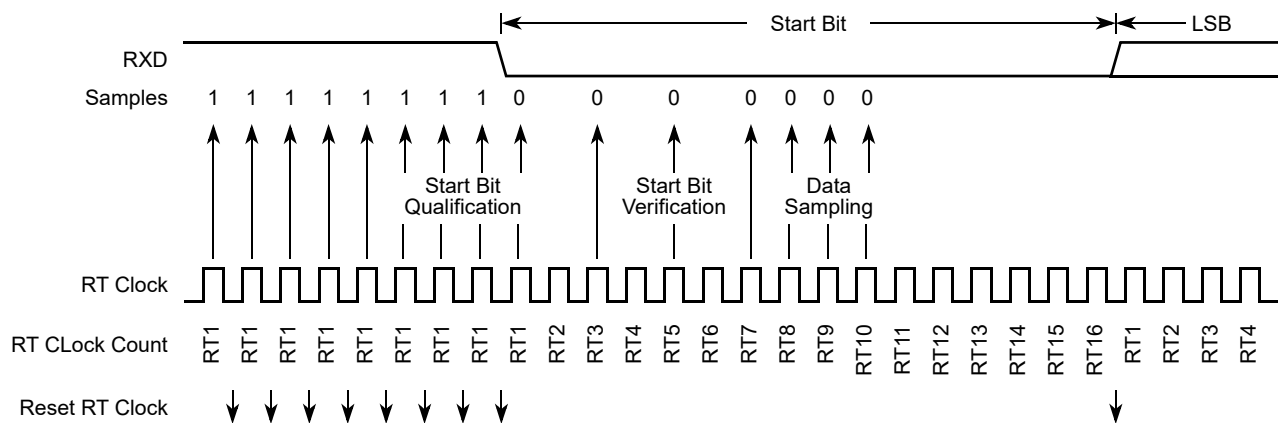 Start Bit LSB
RXD
Samples 1 1 1 1 1 1 1 1 0 0 0 0 0 0 0
Start Bit Qualification
Start Bit Verification
Data Sampling
RT Clock
RT CLock Count RT1 RT1 RT1 RT1 RT1 RT1 RT1 RT1 RT1 RT2 RT3 RT4 RT5 RT6 RT7 RT8 RT9 RT10 RT11 RT12 RT13 RT14 RT15 RT16 RT1 RT2 RT3 RT4
Reset RT Clock